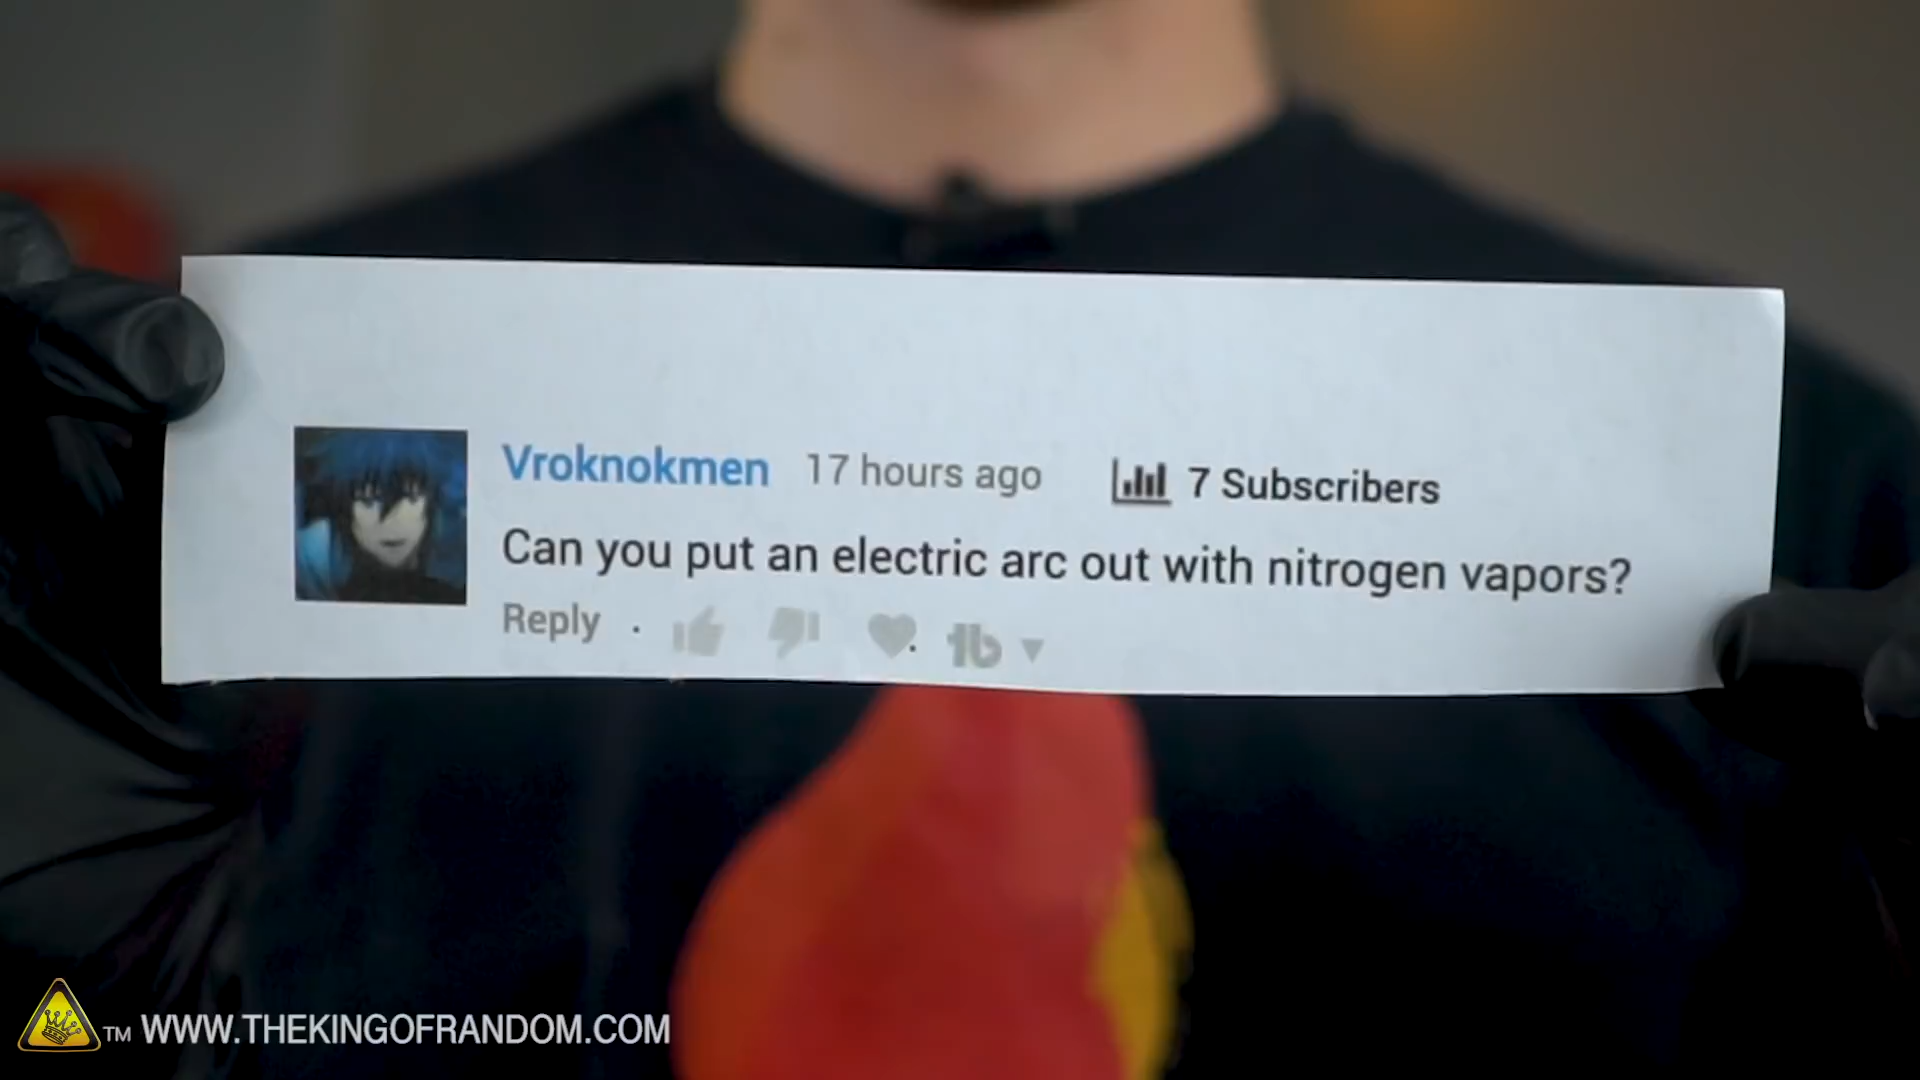 Vroknokmen 17 hours ago 7 Subscribers
Can you put an electric arc out with nitrogen vapors?
Reply
TM WWW.THEKINGOFRANDOM.COM